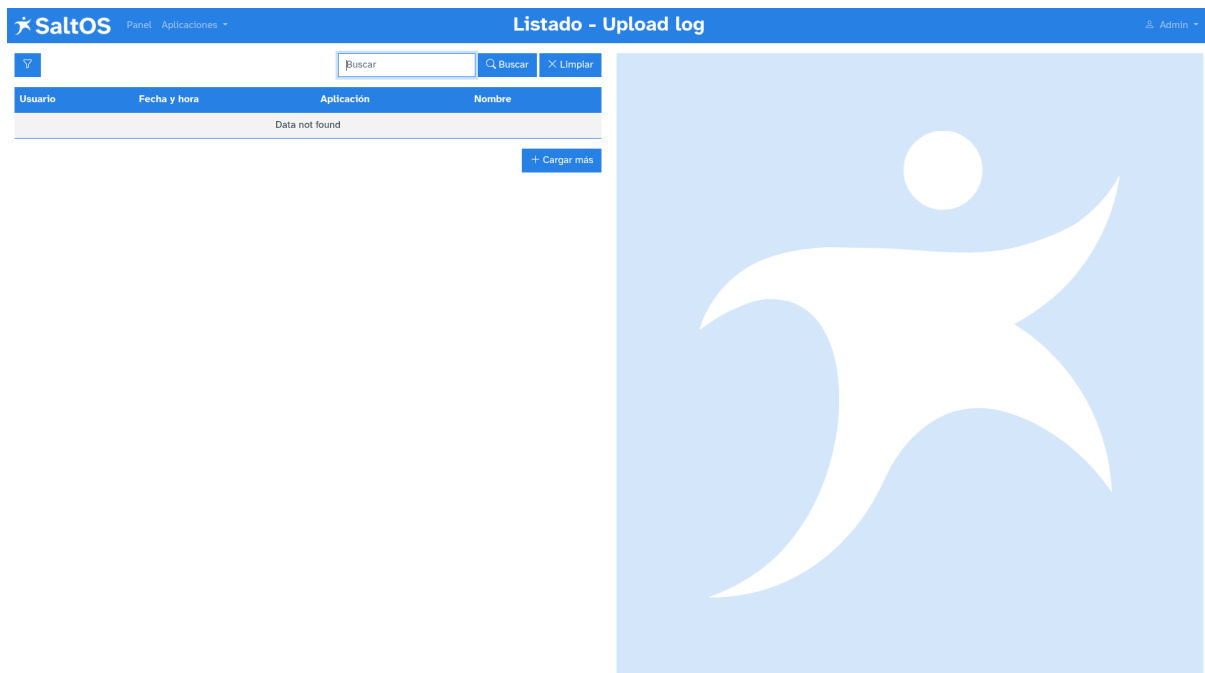 SaltOS Panel Aplicaciones Listado - Upload log Admin
Buscar Buscar Limpiar
Usuario Fecha y hora Aplicación Nombre
Data not found
+ Cargar más